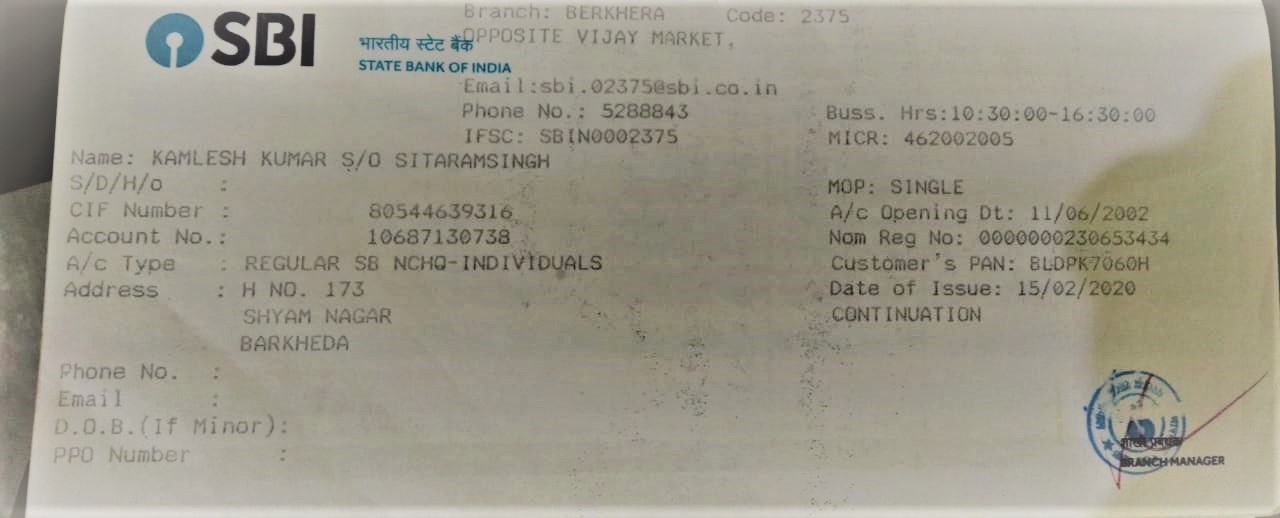 SBI
भारतीय स्टेट बैंक
STATE BANK OF INDIA
Branch: BERKHERA Code: 2375
OPPOSITE VIJAY MARKET,
Email:sbi.02375@sbi.co.in
Phone No.: 5288843 Buss. Hrs:10:30:00-16:30:00
IFSC: SBIN0002375 MICR: 462002005
Name: KAMLESH KUMAR S/O SITARAMSINGH
S/D/H/o : MOP: SINGLE
CIF Number : 80544639316 A/c Opening Dt: 11/06/2002
Account No.: 10687130738 Nom Reg No: 0000000230653434
A/c Type : REGULAR SB NCHQ-INDIVIDUALS Customer's PAN: BLDPK7060H
Address : H NO. 173 Date of Issue: 15/02/2020
SHYAM NAGAR CONTINUATION
BARKHEDA
Phone No. :
Email :
D.O.B.(If Minor):
PPO Number :
शाखा प्रबंधक
BRANCH MANAGER